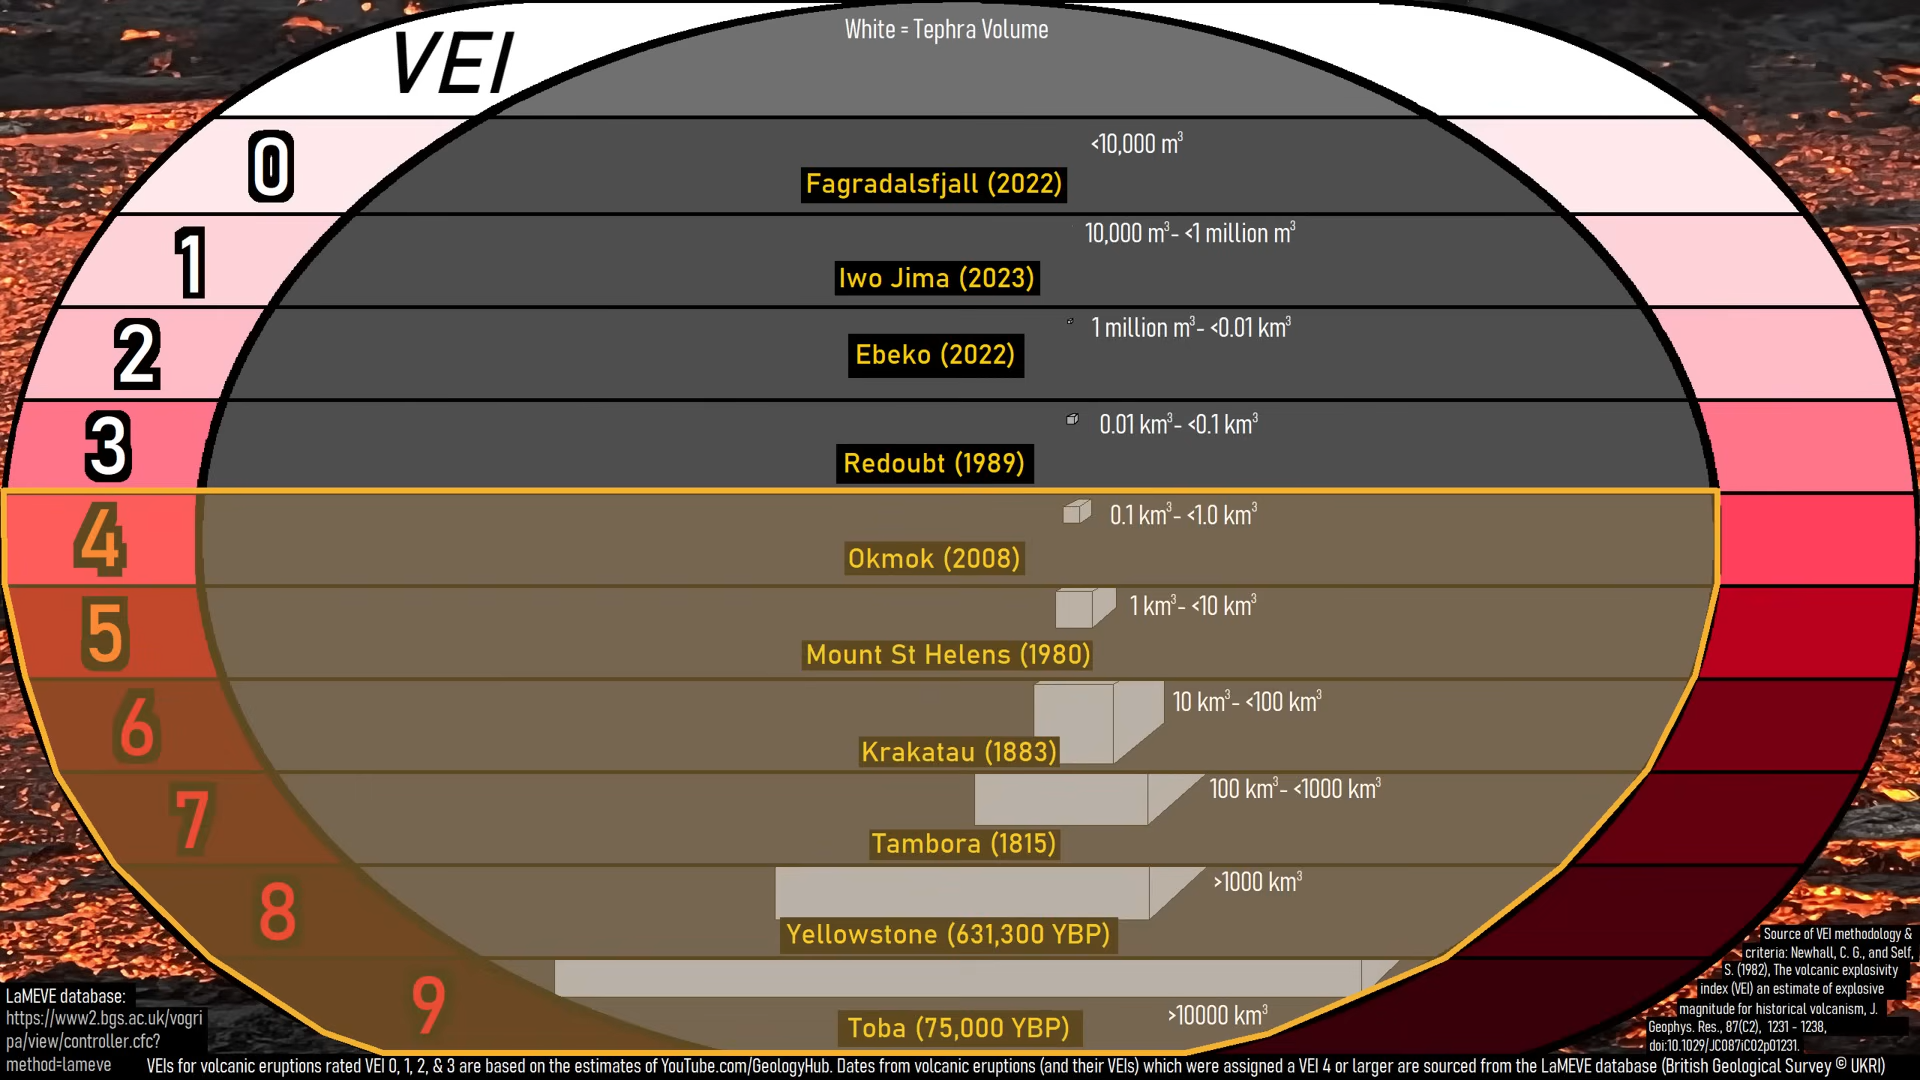 White = Tephra Volume
VEI
0
<10,000 m³
Fagradalsfjall (2022)
1
10,000 m³- <1 million m³
Iwo Jima (2023)
2
1 million m³- <0.01 km³
Ebeko (2022)
3
0.01 km³- <0.1 km³
Redoubt (1989)
4
0.1 km³- <1.0 km³
Okmok (2008)
5
1 km³- <10 km³
Mount St Helens (1980)
6
10 km³- <100 km³
Krakatau (1883)
7
100 km³- <1000 km³
Tambora (1815)
8
>1000 km³
Yellowstone (631,300 YBP)
9
>10000 km³
Toba (75,000 YBP)
Source of VEI methodology &
criteria: Newhall, C. G., and Self,
S. (1982), The volcanic explosivity
index (VEI) an estimate of explosive
magnitude for historical volcanism, J.
Geophys. Res., 87(C2), 1231 - 1238,
doi:10.1029/JC087iC02p01231.
LaMEVE database:
https://www2.bgs.ac.uk/vogri
pa/view/controller.cfc?
method=lameve
VEIs for volcanic eruptions rated VEI 0, 1, 2, & 3 are based on the estimates of YouTube.com/GeologyHub. Dates from volcanic eruptions (and their VEIs) which were assigned a VEI 4 or larger are sourced from the LaMEVE database (British Geological Survey © UKRI)